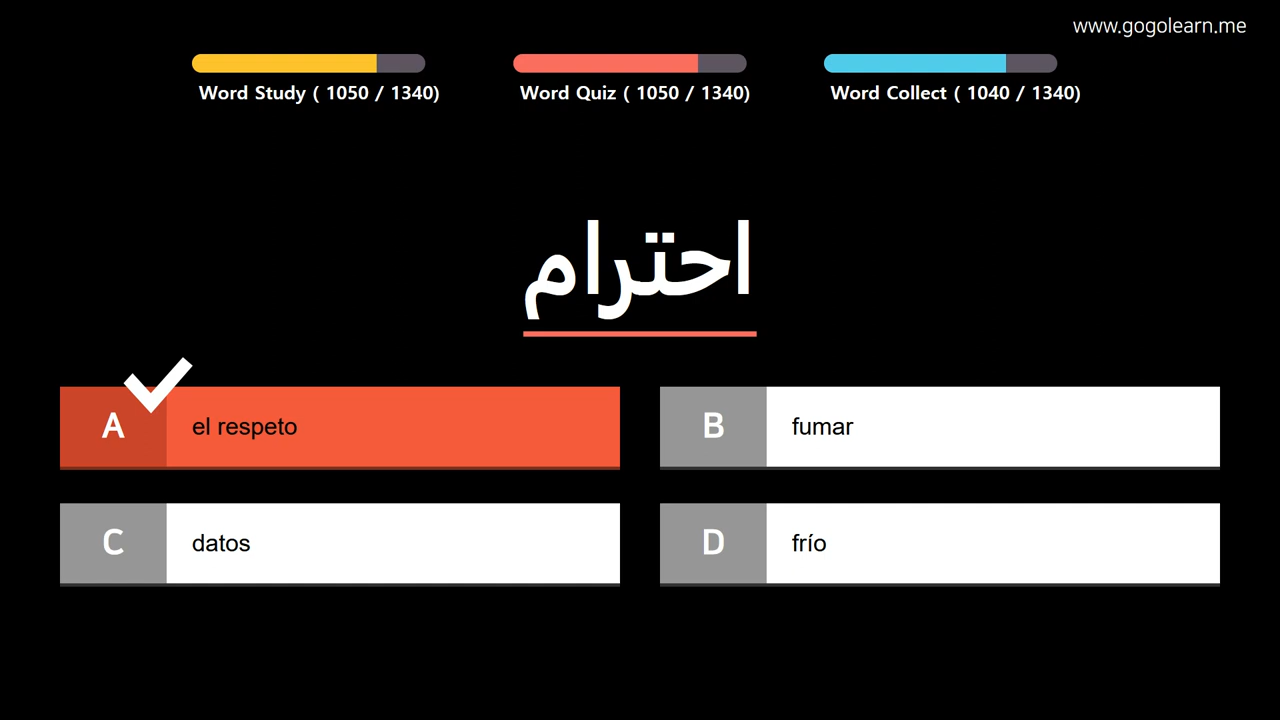 www.gogolearn.me
Word Study ( 1050 / 1340)
Word Quiz ( 1050 / 1340)
Word Collect ( 1040 / 1340)
احترام
A el respeto
B fumar
C datos
D frío